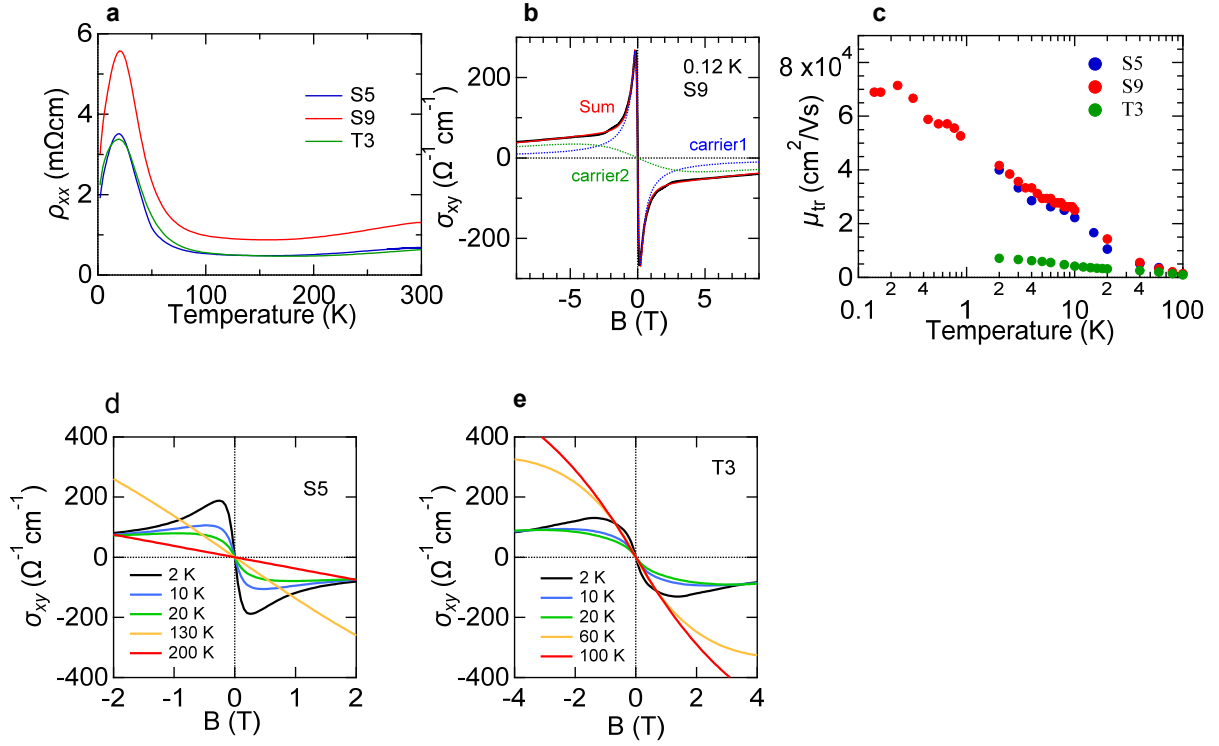 a
ρxx (mΩcm)
6
4
2
0
S5
S9
T3
0
100
200
300
Temperature (K)
b
σxy (Ω-1cm-1)
200
0
-200
0.12 K
S9
Sum
carrier1
carrier2
-5
0
5
B (T)
c
μtr (cm2/Vs)
8 x104
6
4
2
0
S5
S9
T3
0.1
2
4
1
2
4
10
2
4
100
Temperature (K)
d
σxy (Ω-1cm-1)
400
200
0
-200
-400
S5
2 K
10 K
20 K
130 K
200 K
-2
-1
0
1
2
B (T)
e
σxy (Ω-1cm-1)
400
200
0
-200
-400
T3
2 K
10 K
20 K
60 K
100 K
-4
-2
0
2
4
B (T)